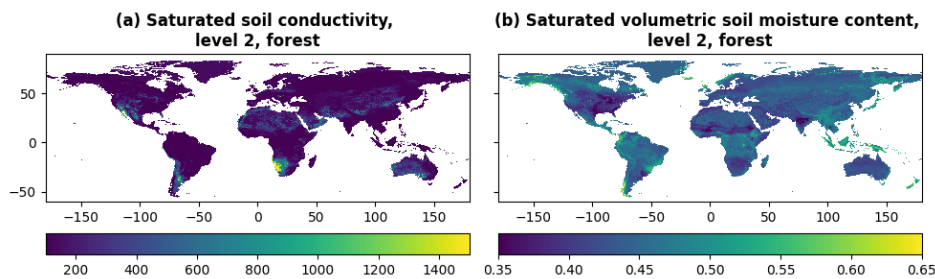 (a) Saturated soil conductivity,
level 2, forest
50
0
−50
−150 −100 −50 0 50 100 150
200 400 600 800 1000 1200 1400
(b) Saturated volumetric soil moisture content,
level 2, forest
−150 −100 −50 0 50 100 150
0.35 0.40 0.45 0.50 0.55 0.60 0.65